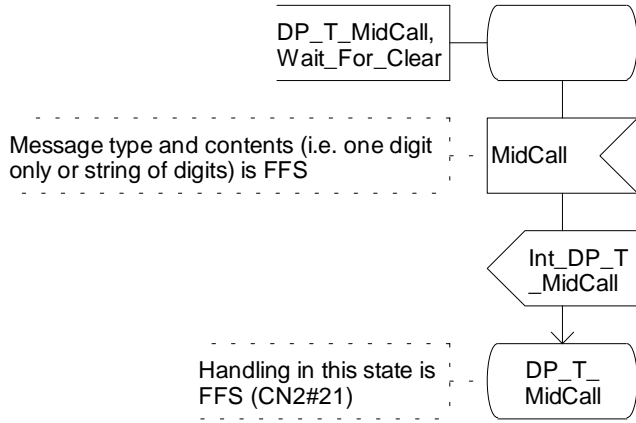 DP_T_MidCall,
Wait_For_Clear
Message type and contents (i.e. one digit
only or string of digits) is FFS
MidCall
Int_DP_T
_MidCall
Handling in this state is
FFS (CN2#21)
DP_T_
MidCall